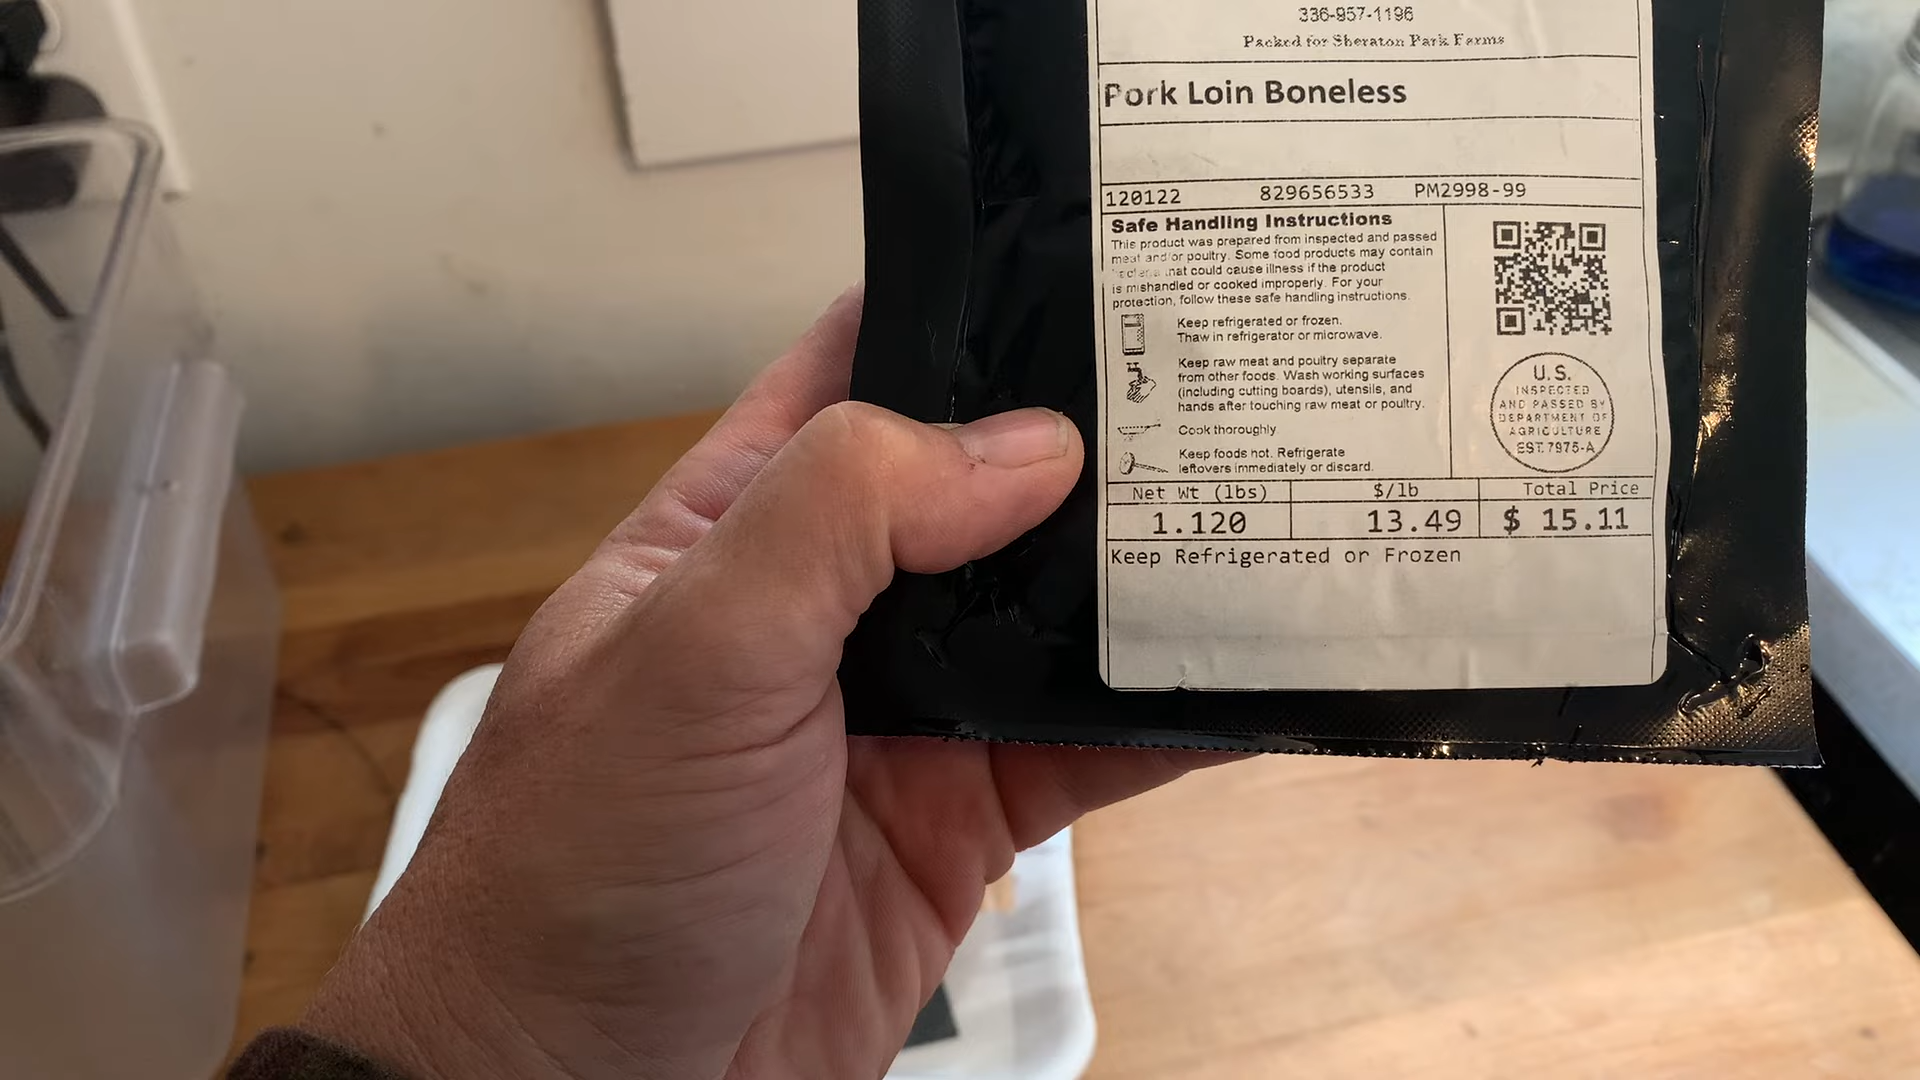 336-957-1196
Packed for Sheraton Park Farms
Pork Loin Boneless
120122 829656533 PM2998-99
Safe Handling Instructions
This product was prepared from inspected and passed
meat and/or poultry. Some food products may contain
bacteria that could cause illness if the product
is mishandled or cooked improperly. For your
protection, follow these safe handling instructions.
Keep refrigerated or frozen.
Thaw in refrigerator or microwave.
Keep raw meat and poultry separate
from other foods. Wash working surfaces
(including cutting boards), utensils, and
hands after touching raw meat or poultry.
Cook thoroughly
Keep foods hot. Refrigerate
leftovers immediately or discard.
U.S.
INSPECTED
AND PASSED BY
DEPARTMENT OF
AGRICULTURE
EST. 7975-A
Net Wt (lbs) $/lb Total Price
1.120 13.49 $ 15.11
Keep Refrigerated or Frozen